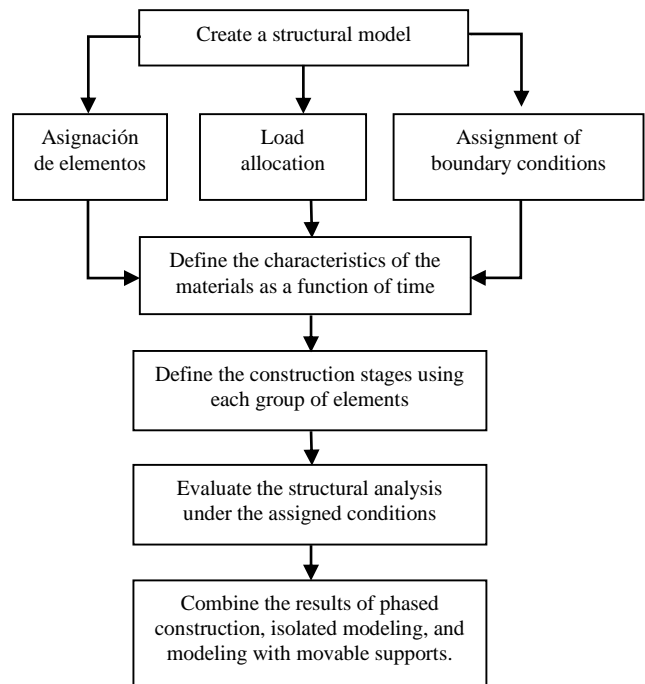 Create a structural model
Asignación
de elementos
Load
allocation
Assignment of
boundary conditions
Define the characteristics of the
materials as a function of time
Define the construction stages using
each group of elements
Evaluate the structural analysis
under the assigned conditions
Combine the results of phased
construction, isolated modeling, and
modeling with movable supports.